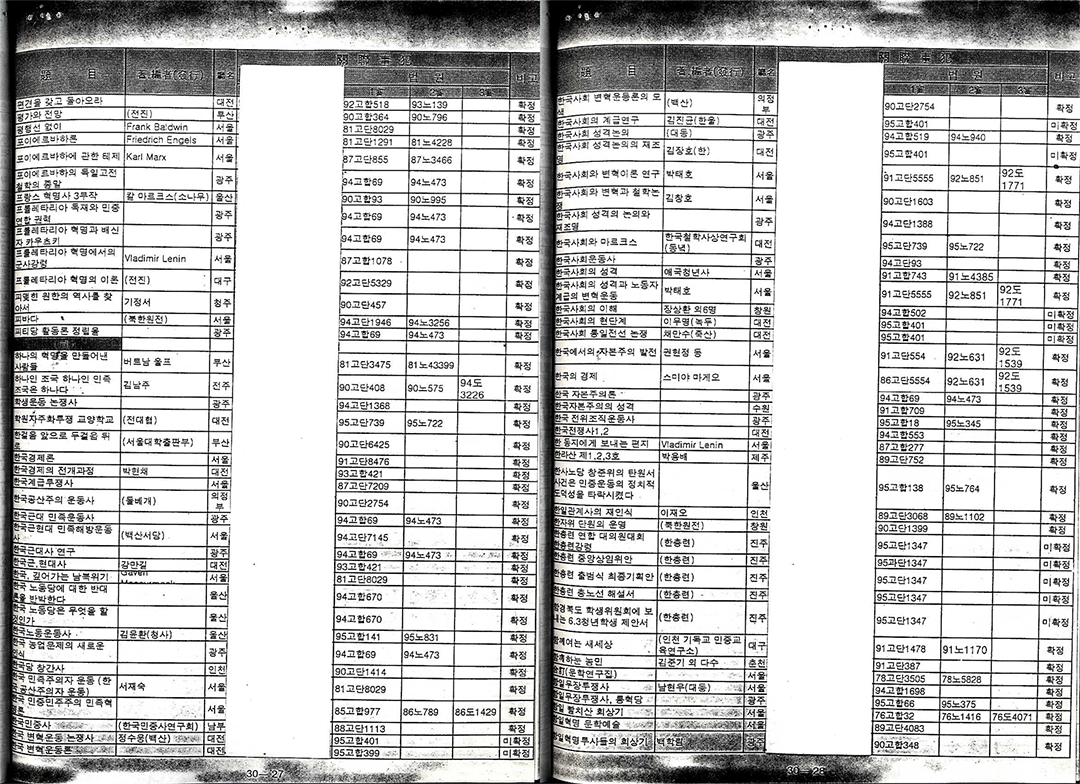 題 目 著編者(發行) 廳名 關聯事犯 법원 1심 2심 3심 비고
편견을 갖고 돌아오라 대전 92고합518 93노139 확정
평가와 전망 (전진) 부산 90고합364 90노796 확정
평행선 없이 Frank Baldwin 서울 81고단8029 확정
포이에르바하론 Friedrich Engels 서울 81고단1291 81노4228 확정
포이에르바하에 관한 테제 Karl Marx 서울 87고단855 87노3466 확정
포이에르바하와 독일고전
철학의 종말 광주 94고합69 94노473 확정
프랑스 혁명사 3부작 칼 마르크스(소나무) 울산 90고합93 90노995 확정
프롤레타리아 독재와 민중
연합 권력 광주 94고합69 94노473 확정
프롤레타리아 혁명과 배신
자 카우츠키 광주 94고합69 94노473 확정
프롤레타리아 혁명에서의
군사강령 Vladimir Lenin 서울 87고합1078 확정
프롤레타리아 혁명의 이론 (전진) 대구 92고단5329 확정
피맺힌 원한의 역사를 찾
아서 기정서 청주 90고단457 확정
피바다 (북한원전) 서울 94고단1946 94노3256 확정
피티당 활동론 정립을 광주 94고합69 94노473 확정
하나의 혁명을 만들어낸
사람들 버트남 울프 부산 81고단3475 81노43399 확정
하나인 조국 하나인 민족
조국은 하나다 김남주 전주 90고단408 90노575 94도
3226 확정
학생운동 논쟁사 광주 94고단1368 확정
학원자주화투쟁 교양학교 (전대협) 대전 95고단739 95노722 확정
한걸음 앞으로 두걸음 뒤
로 (서울대학출판부) 부산 90고단6425 확정
한국경제론 서울 91고단8476 확정
한국경제의 전개과정 박현채 대전 93고합421 확정
한국계급투쟁사 서울 87고단7209 확정
한국공산주의 운동사 (돌베개) 의정
부 90고단2754 확정
한국근대 민족운동사 광주 94고합69 94노473 확정
한국근현대 민족해방운동
사 (백산서당) 서울 94고단7145 확정
한국근대사 연구 광주 94고합69 94노473 확정
한국근,현대사 강만길 대전 93고합421 확정
한국, 깊어가는 남북위기 Gaven 서울 81고단8029 확정
한국 노동당에 대한 반대
론을 반박한다 울산 94고합670 확정
한국 노동당은 무엇을 할
것인가 울산 94고합670 확정
한국노동운동사 김윤환(청사) 울산 95고합141 95노831 확정
한국 농업문제의 새로운
인식 광주 94고합69 94노473 확정
한국당 창간사 인천 90고단1414 확정
한국 민족주의자 운동 (한
국 공산주의자 운동) 서재숙 서울 81고단8029 확정
한국 민중민주주의 민족혁
명론 서울 85고합977 86노789 86도1429 확정
한국민중사 (한국민중사연구회) 남부 88고단1113 확정
한국 변혁운동 논쟁사 정수웅(백산) 대전 95고합401 미확정
한국 변혁운동론 대전 95고합399 미확정
30 - 27
題 目 著編者(發行) 廳名 關聯事犯 법원 1심 2심 3심 비고
한국사회 변혁운동론의 모
색 (백산) 의정
부 90고단2754 확정
한국사회의 계급연구 김진균(한울) 대전 95고합401 미확정
한국사회 성격논의 (대동) 광주 94고합519 94노940 확정
한국사회 성격논의의 재조
명 김장호(한) 대전 95고합401 미확정
한국사회와 변혁이론 연구 박태호 서울 91고단5555 92노851 92도
1771 확정
한국사회와 변혁과 철학논
쟁 김창호 서울 90고단1603 확정
한국사회 성격의 논의와
재조명 광주 94고단1388 확정
한국사회와 마르크스 한국철학사상연구회
(동녘) 대전 95고단739 95노722 확정
한국사회운동사 광주 94고단93 확정
한국사회의 성격 애국청년사 서울 91고합743 91노4385 확정
한국사회의 성격과 노동자
계급의 변혁운동 박태호 서울 91고단5555 92노851 92도
1771 확정
한국사회의 이해 장상환 외6명 창원 94고합502 미확정
한국사회의 현단계 이무영(녹두) 대전 95고합401 미확정
한국사회 통일전선 논쟁 채만수(죽산) 대전 95고합401 미확정
한국에서의 자본주의 발전 권현정 등 서울 91고단554 92노631 92도
1539 확정
한국의 경제 스미야 마게오 서울 86고단5554 92노631 92도
1539 확정
한국 자본주의론 광주 94고합69 94노473 확정
한국자본주의의 성격 수원 91고합709 확정
한국 전위조직운동사 광주 95고합18 95노345 확정
한국전쟁사1,2 대전 94고합553 확정
한 동지에게 보내는 편지 Vladimir Lenin 서울 87고합277 확정
한라산 제1,2,3호 박용배 제주 89고단752 확정
한사노당 창준위의 탄원서
사건은 민중운동의 정치적
도덕성을 타락시켰다 울산 95고합138 95노764 확정
한일관계사의 재인식 이재오 인천 89고단3068 89노1102 확정
한자위 단원의 운명 (북한원전) 창원 90고단1399 확정
한총련 연합 대의원대회
한총련강령 (한총련) 진주 95고단1347 미확정
한총련 중앙상임위안 (한총련) 진주 95과단1347 미확정
한총련 출범식 최종기획안 (한총련) 진주 95고단1347 미확정
한총련 총노선 해설서 (한총련) 진주 95고단1347 미확정
함경북도 학생위원회에 보
내는 6.3청년학생 제안서 (한총련) 진주 95고단1347 미확정
함께여는 새세상 (인천 기독교 민중교
육연구소) 대구 91고단1478 91노1170 확정
함께하는 농민 김준기 외 다수 춘천 91고단387 확정
(문학연구집) 서울 78고단3505 78노5828 확정
항일무장투쟁사 남현우(대동) 서울 94고단1698 확정
항일무장투쟁사, 통혁당 광주 95고합66 95노375 확정
항일 빨치산 회상기 서울 76고합32 76노1416 76도4071 확정
항일혁명 문학예술 서울 89고단4083 확정
항일혁명투사들의 회상기 백학림 광주 90고합348 확정
30 - 28